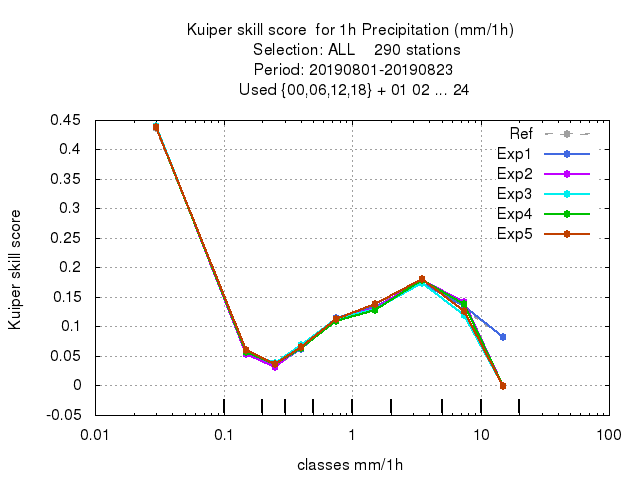 Kuiper skill score  for 1h Precipitation (mm/1h)
Selection: ALL    290 stations
Period: 20190801-20190823
Used {00,06,12,18} + 01 02 ... 24
Ref
Exp1
Exp2
Exp3
Exp4
Exp5
Kuiper skill score
0.45
0.4
0.35
0.3
0.25
0.2
0.15
0.1
0.05
0
-0.05
0.01 0.1 1 10 100
classes mm/1h